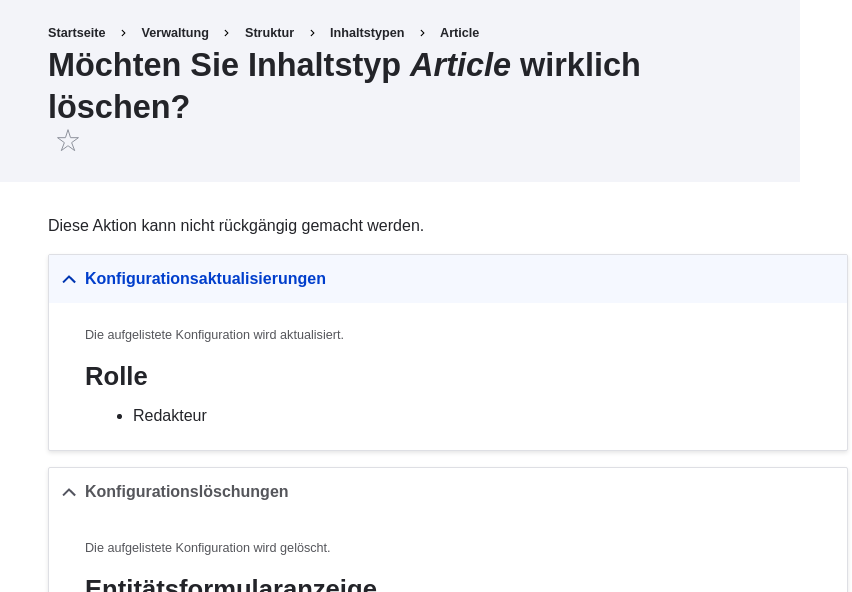 Startseite > Verwaltung > Struktur > Inhaltstypen > Article
Möchten Sie Inhaltstyp Article wirklich
löschen?
Diese Aktion kann nicht rückgängig gemacht werden.
Konfigurationsaktualisierungen
Die aufgelistete Konfiguration wird aktualisiert.
Rolle
• Redakteur
Konfigurationslöschungen
Die aufgelistete Konfiguration wird gelöscht.
Entitätsformularanzeige